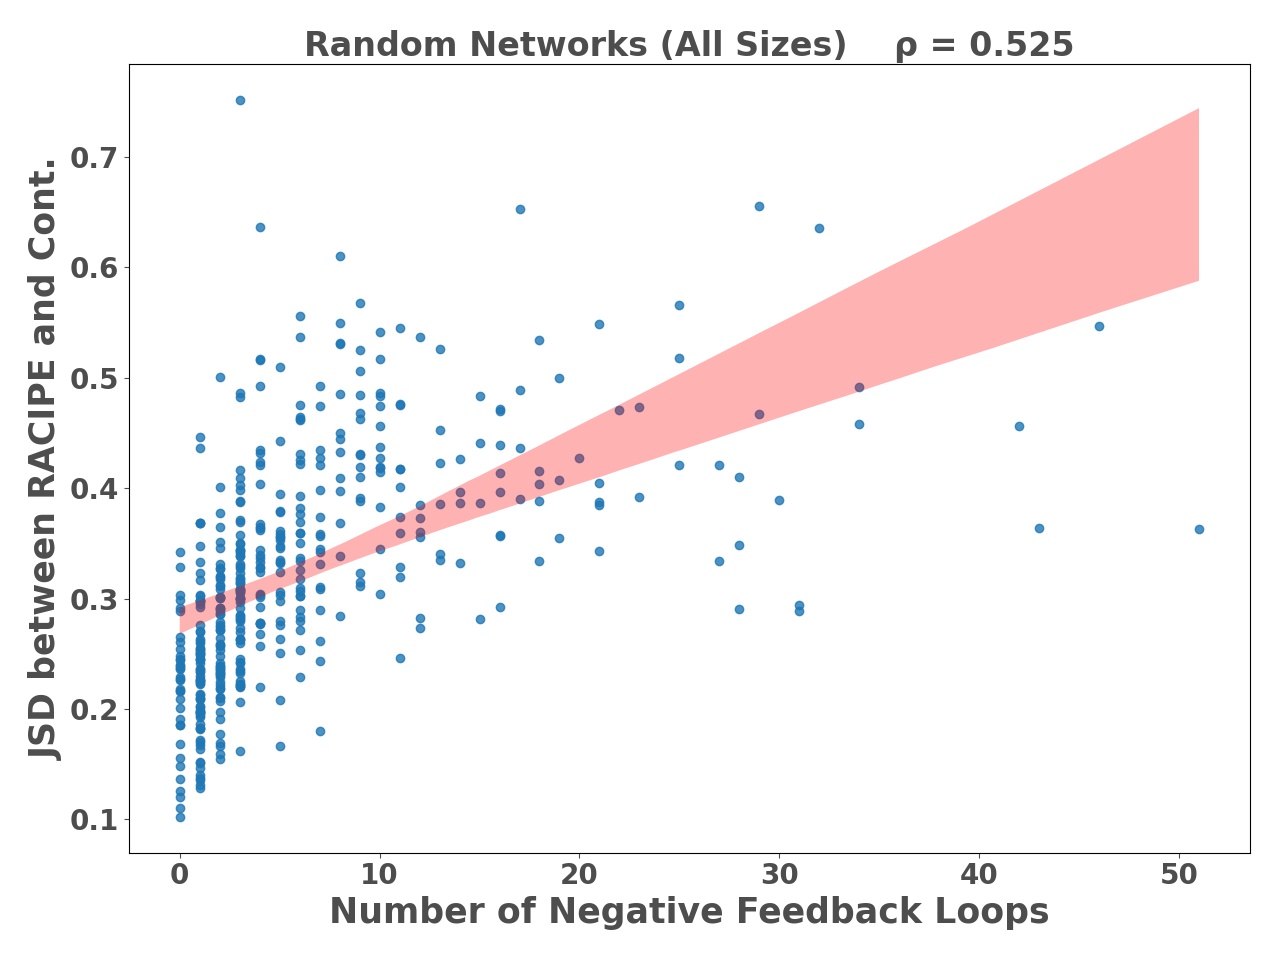 Random Networks (All Sizes) ρ = 0.525
JSD between RACIPE and Cont.
0.7
0.6
0.5
0.4
0.3
0.2
0.1
0 10 20 30 40 50
Number of Negative Feedback Loops